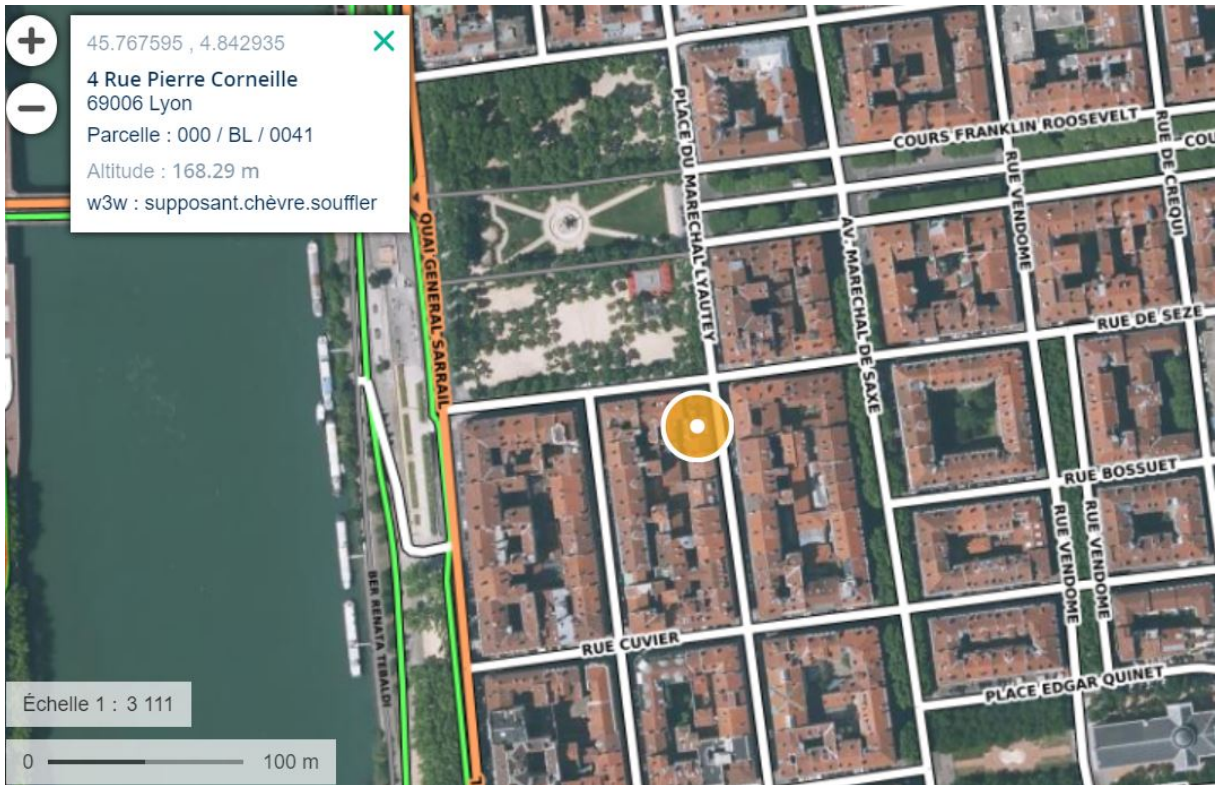 45.767595 , 4.842935
4 Rue Pierre Corneille
69006 Lyon
Parcelle : 000 / BL / 0041
Altitude : 168.29 m
w3w : supposant.chèvre.souffler
PLACE DU MARECHAL LYAUTEY
COURS FRANKLIN ROOSEVELT
COU
RUE DE CREQUI
RUE VENDOME
QUAI GENERAL SARRAIL
AV. MARECHAL DE SAXE
RUE DE SEZE
RUE BOSSUET
RUE VENDOME
RUE VENDOME
BER RENATA TEBALDI
RUE CUVIER
PLACE EDGAR QUINET
Échelle 1 : 3 111
0 100 m